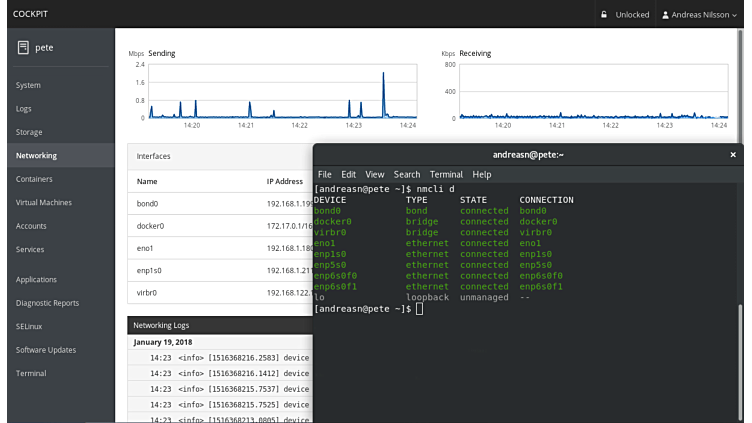 COCKPIT
Unlocked
Andreas Nilsson
pete
System
Logs
Storage
Networking
Containers
Virtual Machines
Accounts
Services
Applications
Diagnostic Reports
SELinux
Software Updates
Terminal
Mbps Sending
2.4
1.6
0.8
0
14:20 14:21 14:22 14:23 14:24
Kbps Receiving
800
400
0
14:20 14:21 14:22 14:23 14:24
Interfaces
Name IP Address
bond0 192.168.1.199
docker0 172.17.0.1/16
eno1 192.168.1.180
enp1s0 192.168.1.211
virbr0 192.168.122.
Networking Logs
January 19, 2018
14:23 <info> [1516368216.2583] device
14:23 <info> [1516368216.1412] device
14:23 <info> [1516368215.7537] device
14:23 <info> [1516368215.7525] device
14:23 <info> [1516368213.0805] device
andreasn@pete:~
File Edit View Search Terminal Help
[andreasn@pete ~]$ nmcli d
DEVICE TYPE STATE CONNECTION
bond0 bond connected bond0
docker0 bridge connected docker0
virbr0 bridge connected virbr0
eno1 ethernet connected eno1
enp1s0 ethernet connected enp1s0
enp5s0 ethernet connected enp5s0
enp6s0f0 ethernet connected enp6s0f0
enp6s0f1 ethernet connected enp6s0f1
lo loopback unmanaged --
[andreasn@pete ~]$